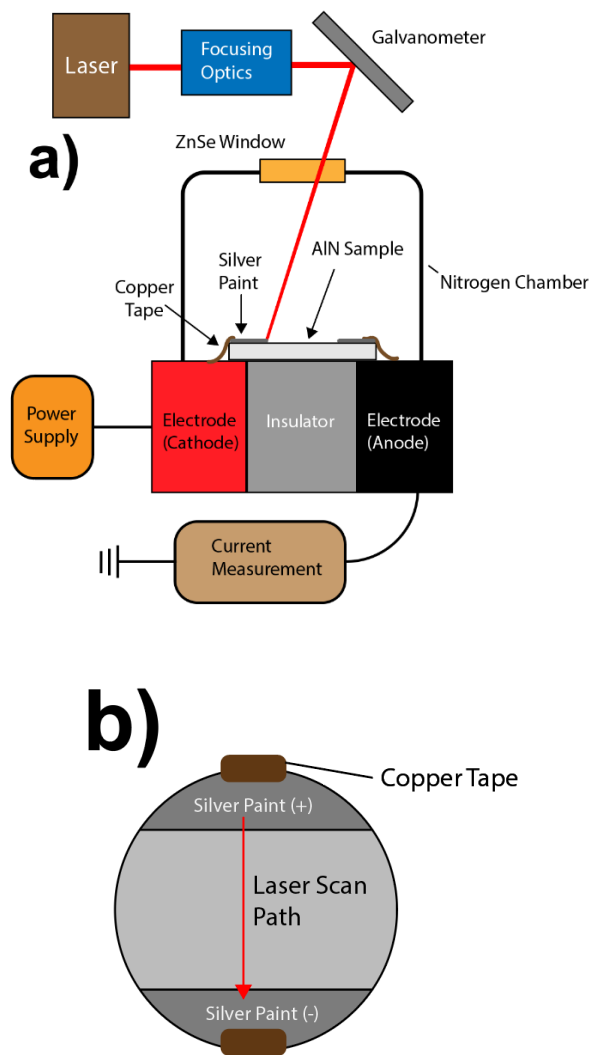 Laser
Focusing
Optics
Galvanometer
a)
ZnSe Window
Silver
Paint
AlN Sample
Copper
Tape
Nitrogen Chamber
Power
Supply
Electrode
(Cathode)
Insulator
Electrode
(Anode)
Current
Measurement
b)
Copper Tape
Silver Paint (+)
Laser Scan
Path
Silver Paint (-)